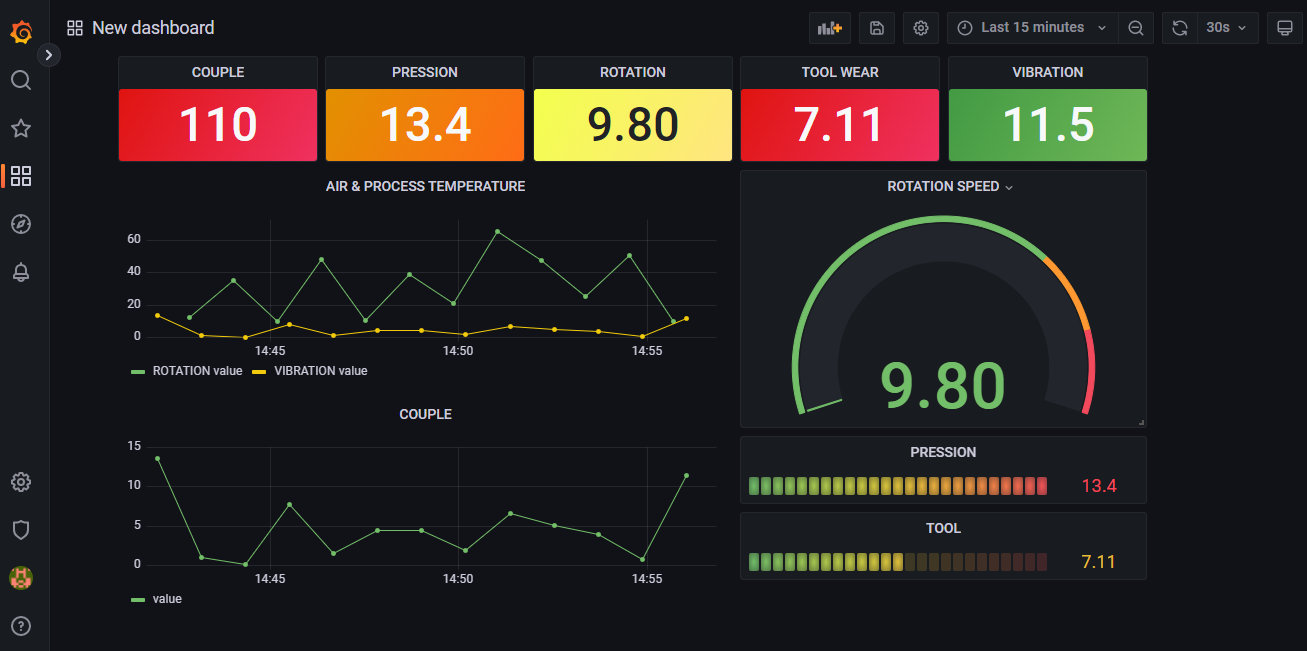 New dashboard
Last 15 minutes
30s
COUPLE
110
PRESSION
13.4
ROTATION
9.80
TOOL WEAR
7.11
VIBRATION
11.5
AIR & PROCESS TEMPERATURE
60
40
20
0
14:45 14:50 14:55
ROTATION value VIBRATION value
COUPLE
15
10
5
0
14:45 14:50 14:55
value
ROTATION SPEED
9.80
PRESSION
13.4
TOOL
7.11